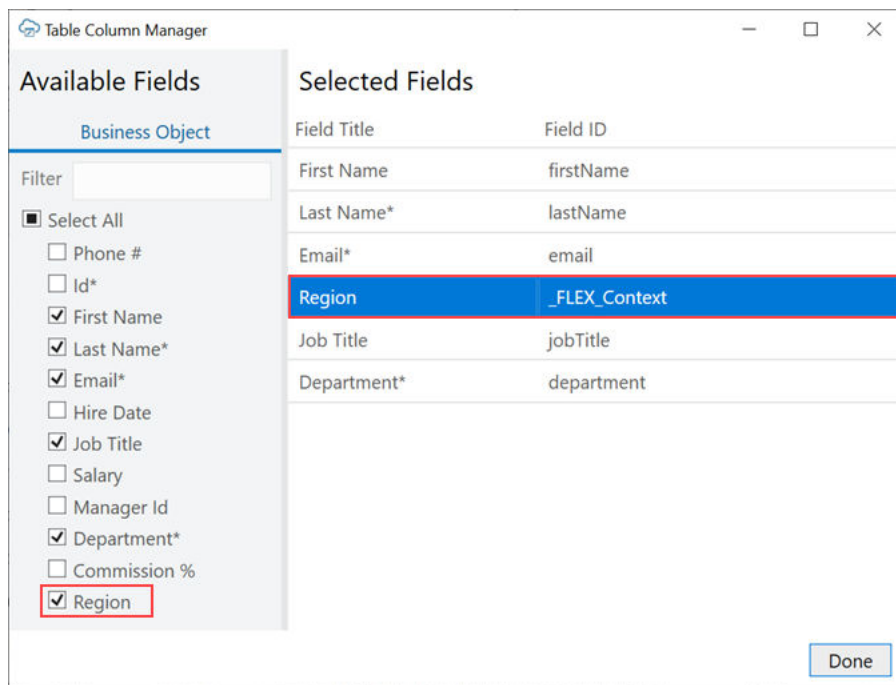 Table Column Manager
Available Fields
Business Object
Filter
Select All
Phone #
Id*
First Name
Last Name*
Email*
Hire Date
Job Title
Salary
Manager Id
Department*
Commission %
Region
Selected Fields
Field Title Field ID
First Name firstName
Last Name* lastName
Email* email
Region _FLEX_Context
Job Title jobTitle
Department* department
Done